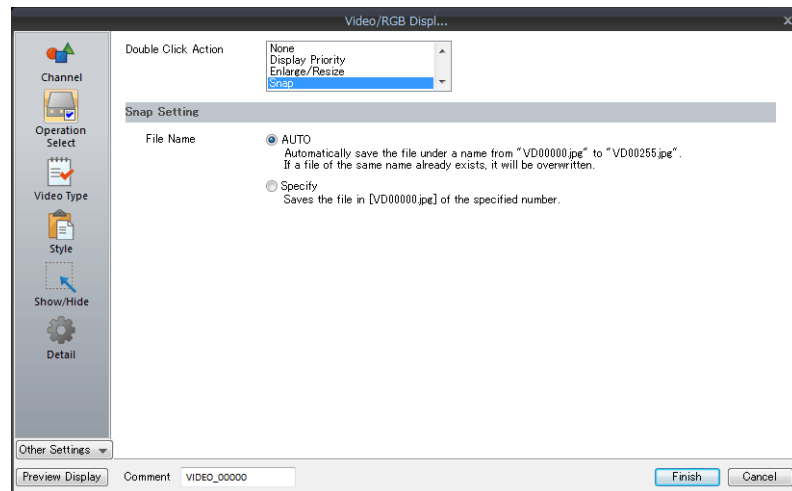 Video/RGB Displ...
Channel
Operation
Select
Video Type
Style
Show/Hide
Detail
Other Settings
Double Click Action
None
Display Priority
Enlarge/Resize
Snap
Snap Setting
File Name
AUTO
Automatically save the file under a name from "VD00000.jpg" to "VD00255.jpg".
If a file of the same name already exists, it will be overwritten.
Specify
Saves the file in [VD00000.jpg] of the specified number.
Preview Display
Comment
VIDEO_00000
Finish
Cancel